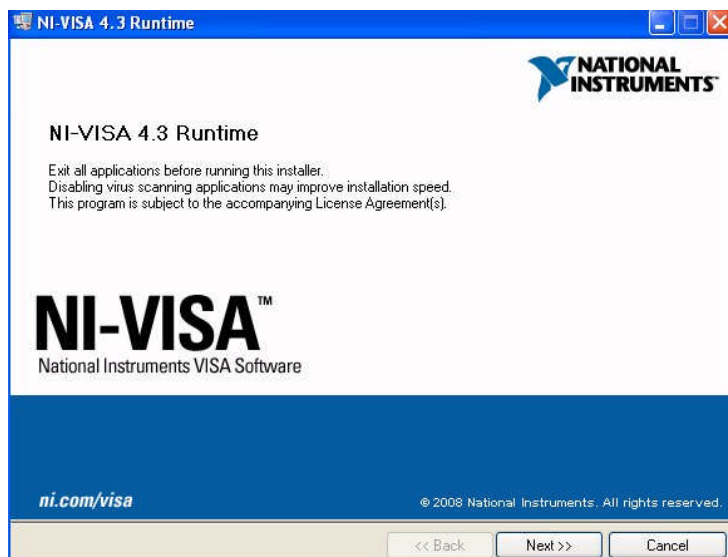 NI-VISA 4.3 Runtime
NATIONAL
INSTRUMENTS™
NI-VISA 4.3 Runtime
Exit all applications before running this installer.
Disabling virus scanning applications may improve installation speed.
This program is subject to the accompanying License Agreement(s).
NI-VISA™
National Instruments VISA Software
ni.com/visa
© 2008 National Instruments. All rights reserved.
<< Back
Next >>
Cancel